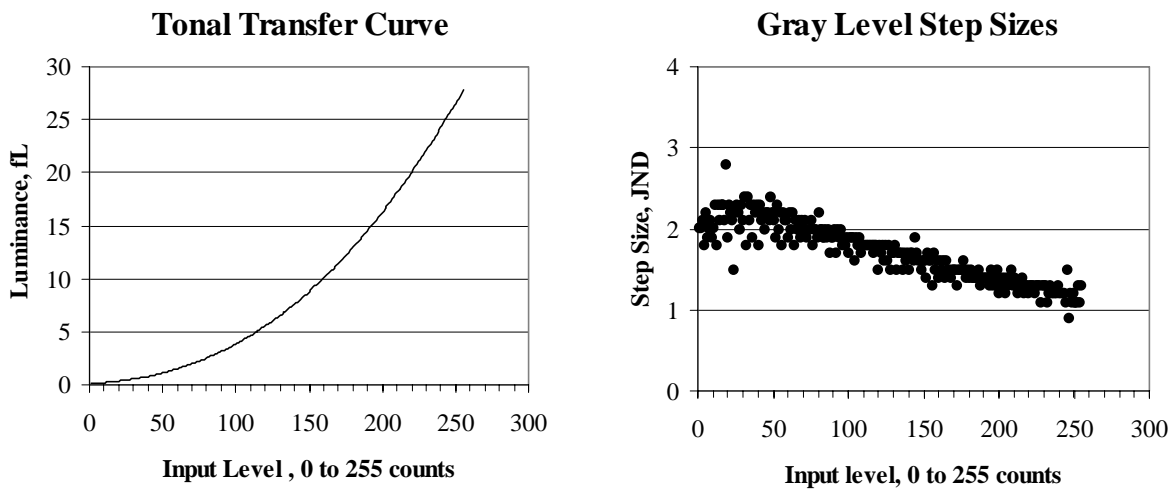 Tonal Transfer Curve
30
25
20
15
10
5
0
Luminance, fL
0 50 100 150 200 250 300
Input Level , 0 to 255 counts
Gray Level Step Sizes
4
3
2
1
0
Step Size, JND
0 50 100 150 200 250 300
Input level, 0 to 255 counts